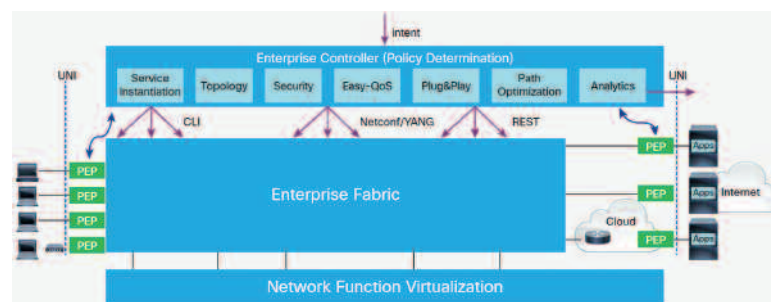 Intent
Enterprise Controller (Policy Determination)
UNI
UNI
Service
Instantiation
Topology
Security
Easy-QoS
Plug&Play
Path
Optimization
Analytics
CLI
Netconf/YANG
REST
PEP
PEP
PEP
PEP
Enterprise Fabric
PEP
Apps
PEP
Apps
Internet
Cloud
PEP
Apps
Network Function Virtualization